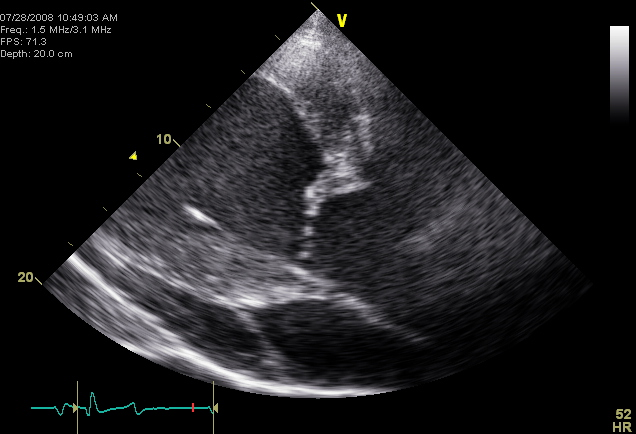 07/28/2008 10:49:03 AM
Freq.: 1.5 MHz/3.1 MHz
FPS: 71.3
Depth: 20.0 cm
V
10
20
52
HR